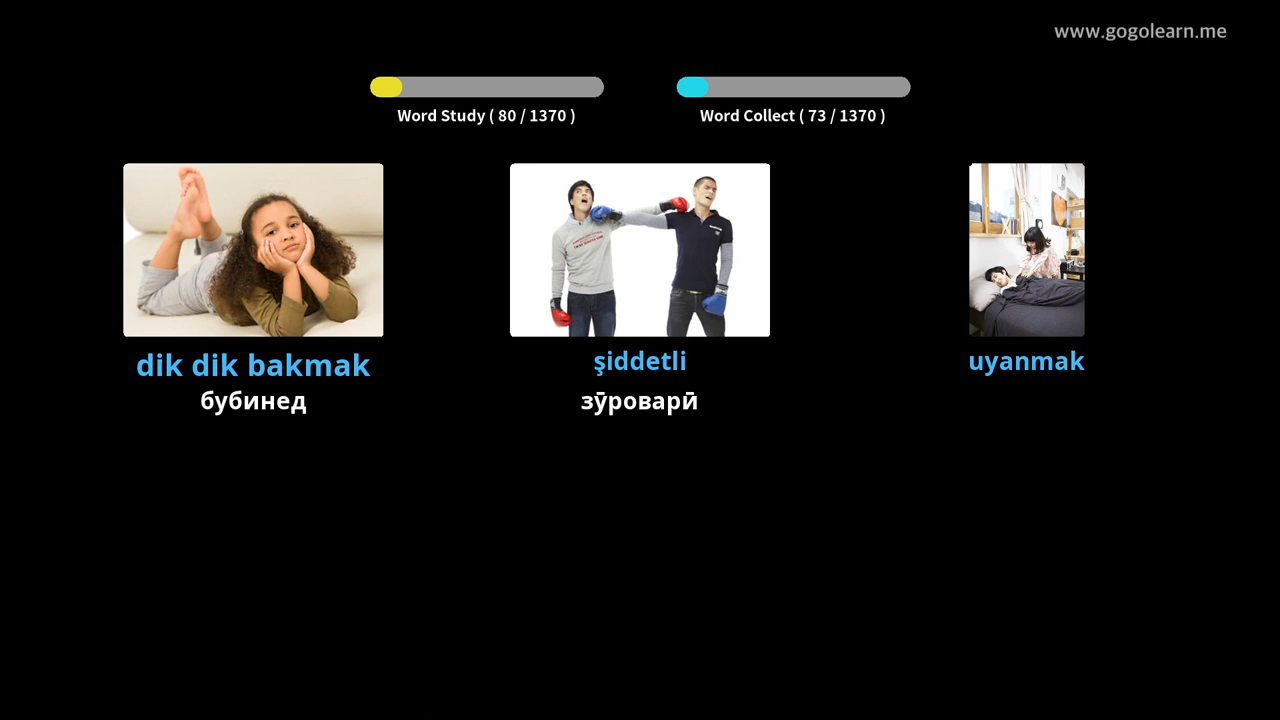 www.gogolearn.me
Word Study ( 80 / 1370 )
Word Collect ( 73 / 1370 )
dik dik bakmak
şiddetli
uyanmak
бубинед
зӯроварӣ